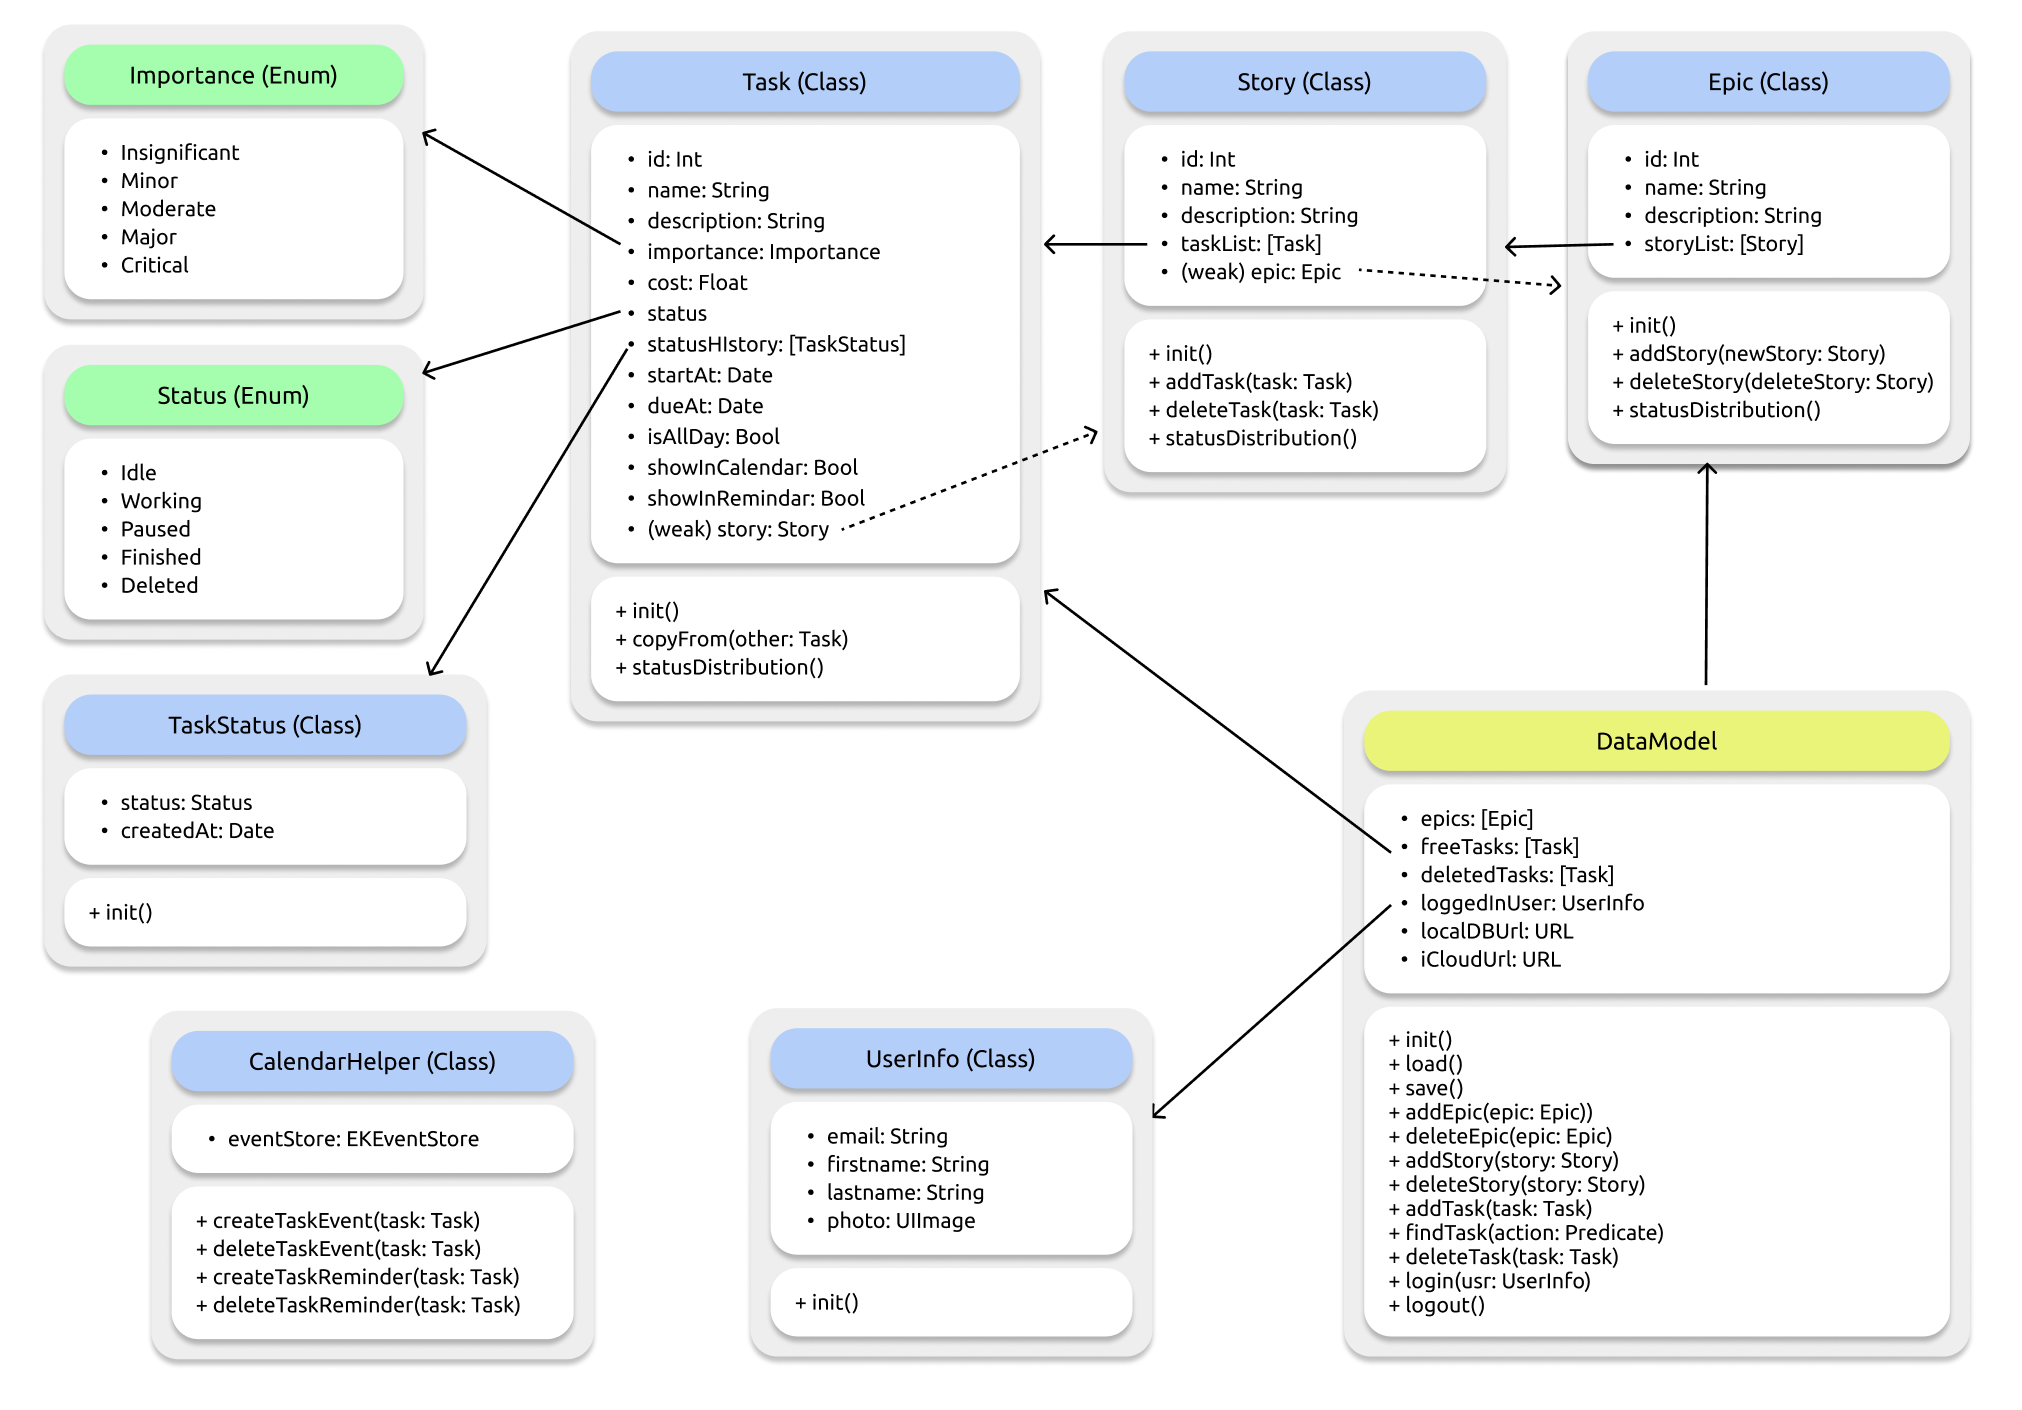 Importance (Enum)
• Insignificant
• Minor
• Moderate
• Major
• Critical
Status (Enum)
• Idle
• Working
• Paused
• Finished
• Deleted
TaskStatus (Class)
• status: Status
• createdAt: Date
+ init()
Task (Class)
• id: Int
• name: String
• description: String
• importance: Importance
• cost: Float
• status
• statusHIstory: [TaskStatus]
• startAt: Date
• dueAt: Date
• isAllDay: Bool
• showInCalendar: Bool
• showInRemindar: Bool
• (weak) story: Story
+ init()
+ copyFrom(other: Task)
+ statusDistribution()
Story (Class)
• id: Int
• name: String
• description: String
• taskList: [Task]
• (weak) epic: Epic
+ init()
+ addTask(task: Task)
+ deleteTask(task: Task)
+ statusDistribution()
Epic (Class)
• id: Int
• name: String
• description: String
• storyList: [Story]
+ init()
+ addStory(newStory: Story)
+ deleteStory(deleteStory: Story)
+ statusDistribution()
DataModel
• epics: [Epic]
• freeTasks: [Task]
• deletedTasks: [Task]
• loggedInUser: UserInfo
• localDBUrl: URL
• iCloudUrl: URL
+ init()
+ load()
+ save()
+ addEpic(epic: Epic))
+ deleteEpic(epic: Epic)
+ addStory(story: Story)
+ deleteStory(story: Story)
+ addTask(task: Task)
+ findTask(action: Predicate)
+ deleteTask(task: Task)
+ login(usr: UserInfo)
+ logout()
CalendarHelper (Class)
• eventStore: EKEventStore
+ createTaskEvent(task: Task)
+ deleteTaskEvent(task: Task)
+ createTaskReminder(task: Task)
+ deleteTaskReminder(task: Task)
UserInfo (Class)
• email: String
• firstname: String
• lastname: String
• photo: UIImage
+ init()